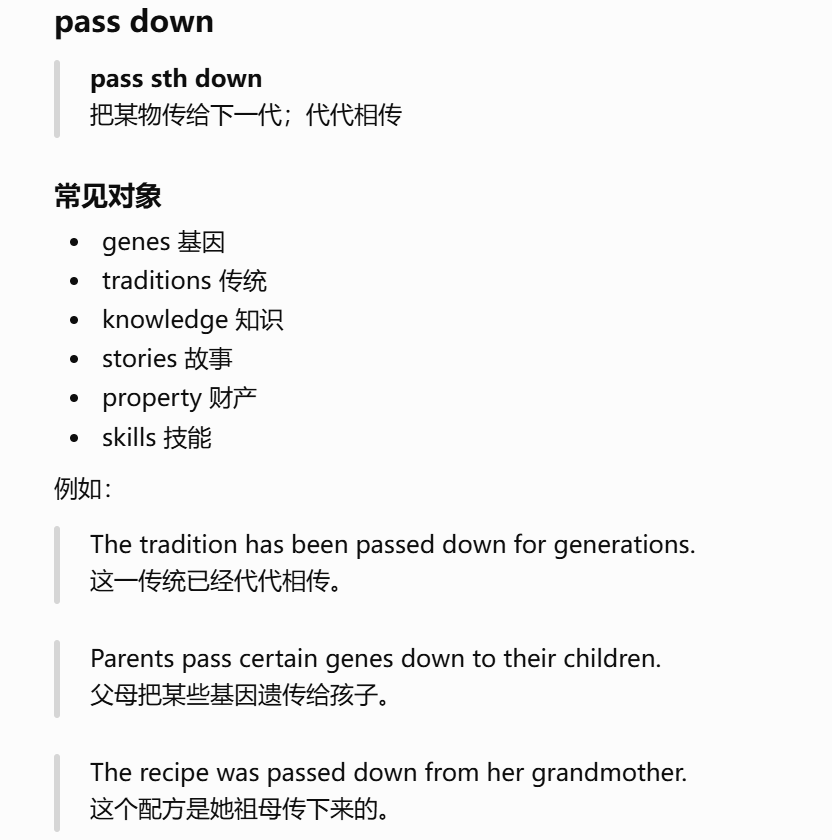 pass down
pass sth down
把某物传给下一代；代代相传
常见对象
genes 基因
traditions 传统
knowledge 知识
stories 故事
property 财产
skills 技能
例如：
The tradition has been passed down for generations.
这一传统已经代代相传。
Parents pass certain genes down to their children.
父母把某些基因遗传给孩子。
The recipe was passed down from her grandmother.
这个配方是她祖母传下来的。